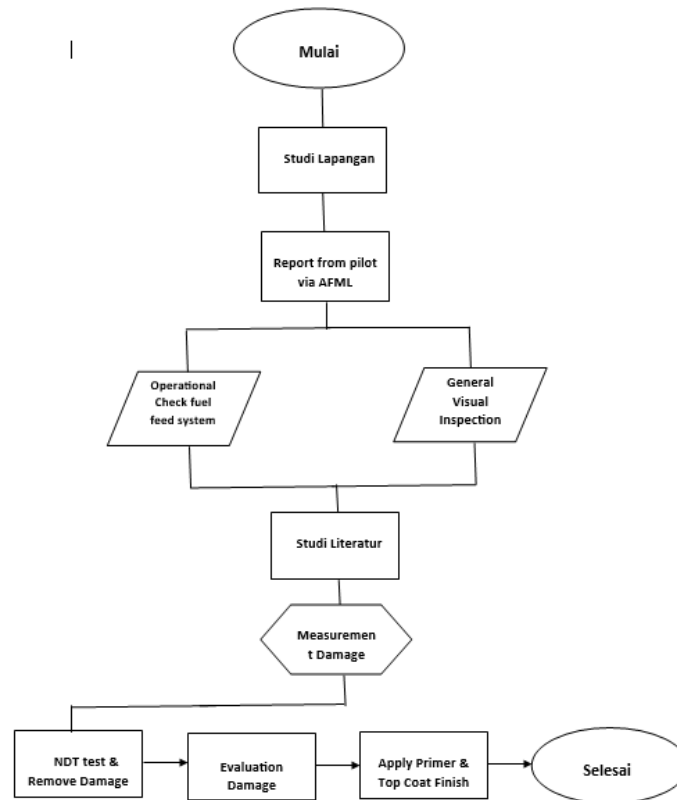 Mulai
Studi Lapangan
Report from pilot
via AFML
Operational
Check fuel
feed system
General
Visual
Inspection
Studi Literatur
Measuremen
t Damage
NDT test &
Remove Damage
Evaluation
Damage
Apply Primer &
Top Coat Finish
Selesai